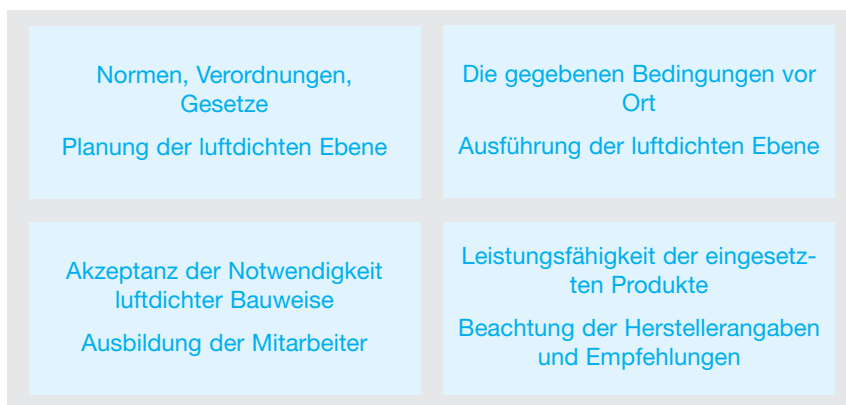 Normen, Verordnungen,
Gesetze
Planung der luftdichten Ebene
Die gegebenen Bedingungen vor
Ort
Ausführung der luftdichten Ebene
Akzeptanz der Notwendigkeit
luftdichter Bauweise
Ausbildung der Mitarbeiter
Leistungsfähigkeit der eingesetz-
ten Produkte
Beachtung der Herstellerangaben
und Empfehlungen